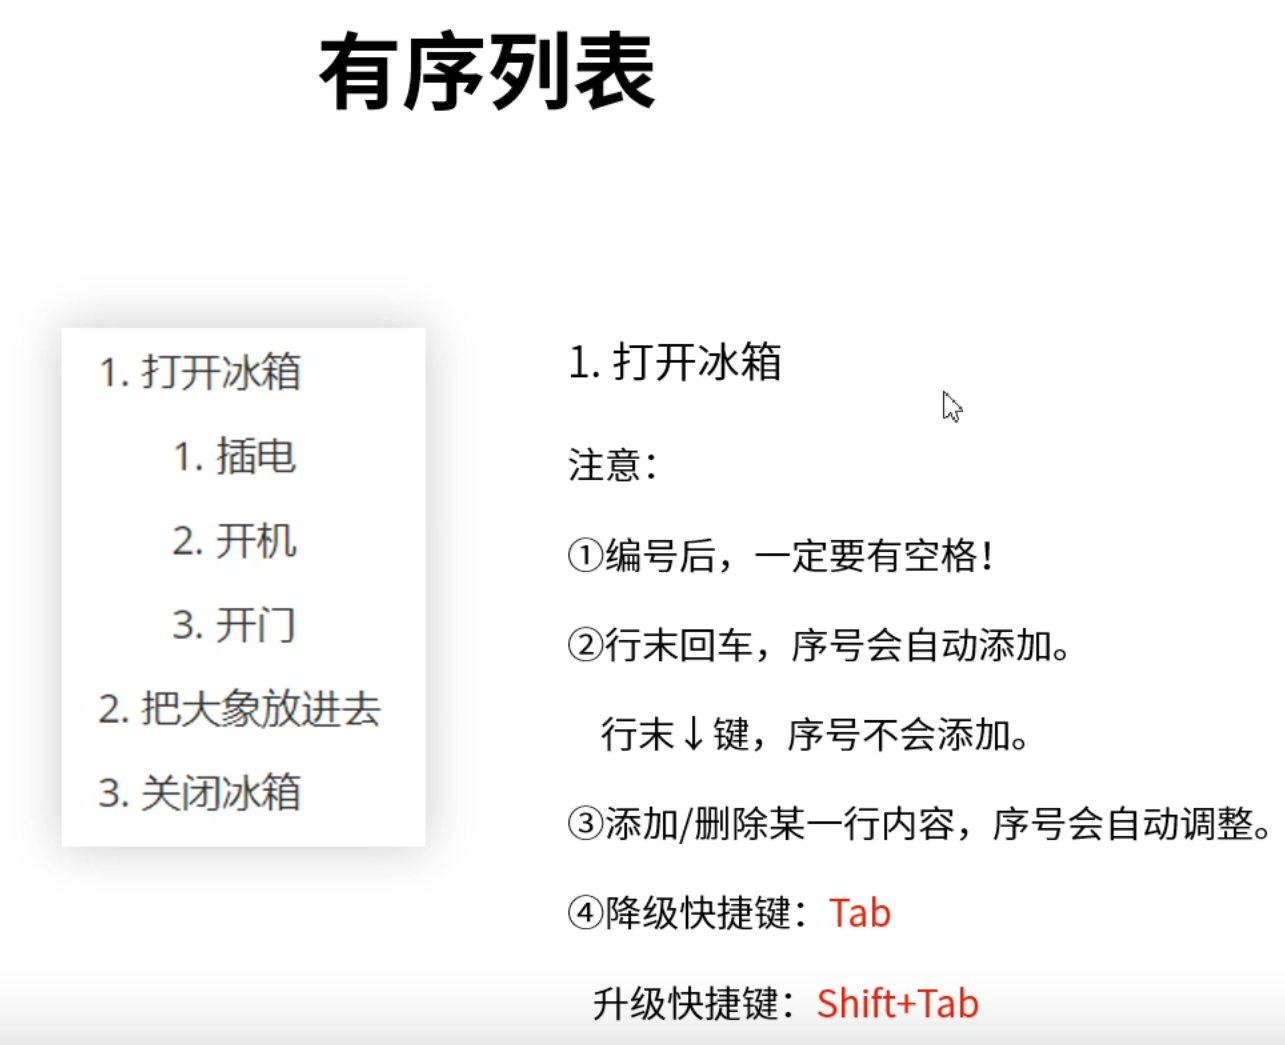 有序列表
1. 打开冰箱
1. 插电
2. 开机
3. 开门
2. 把大象放进去
3. 关闭冰箱
1. 打开冰箱
注意：
①编号后，一定要有空格！
②行末回车，序号会自动添加。
行末↓键，序号不会添加。
③添加/删除某一行内容，序号会自动调整。
④降级快捷键：Tab
升级快捷键：Shift+Tab